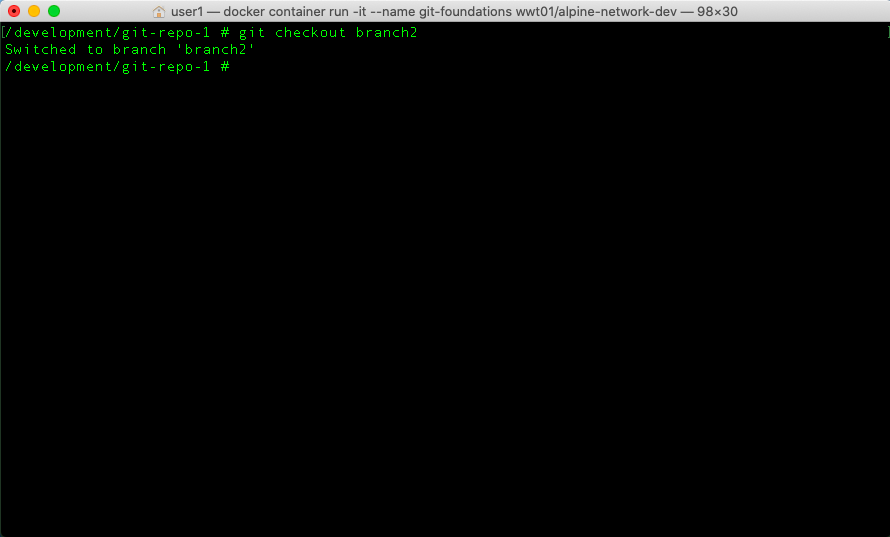 user1 — docker container run -it --name git-foundations wwt01/alpine-network-dev — 98×30
[/development/git-repo-1 # git checkout branch2 ]
Switched to branch 'branch2'
/development/git-repo-1 #